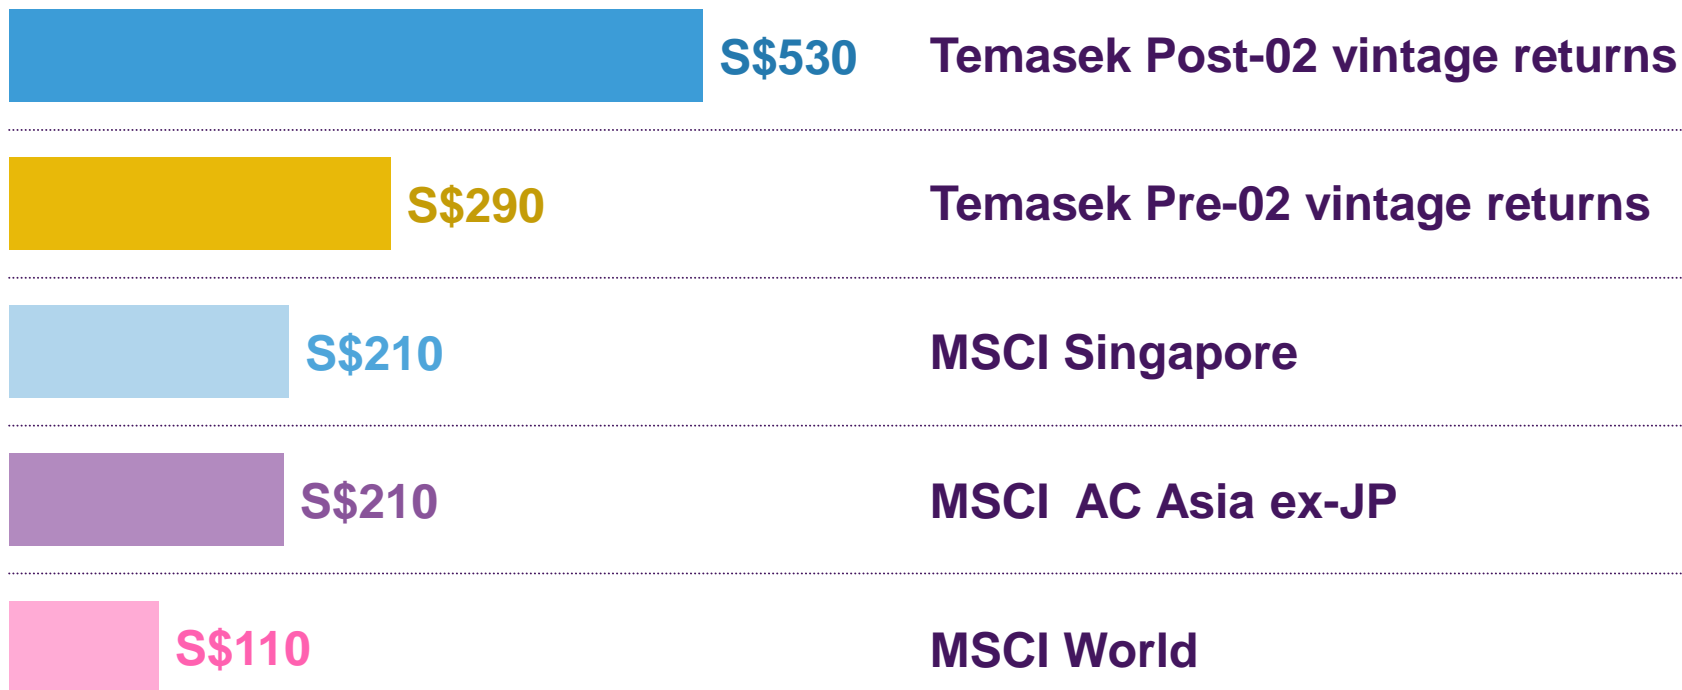 S$530 Temasek Post-02 vintage returns
S$290 Temasek Pre-02 vintage returns
S$210 MSCI Singapore
S$210 MSCI  AC Asia ex-JP
S$110 MSCI World